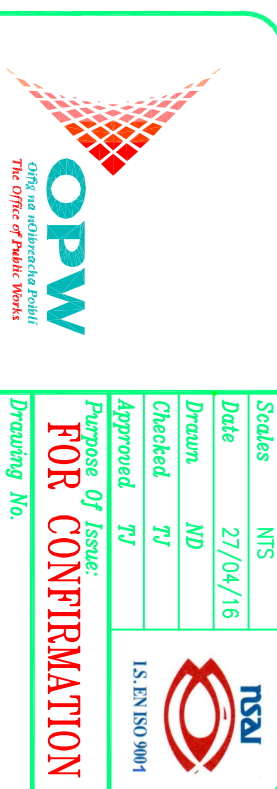 OPW
Oifig na nOibreacha Poiblí
The Office of Public Works
Scales NTS
Date 27/04/16
Drawn ND
Checked TJ
Approved TJ
nsai
I.S. EN ISO 9001
Purpose Of Issue:
FOR CONFIRMATION
Drawing No.